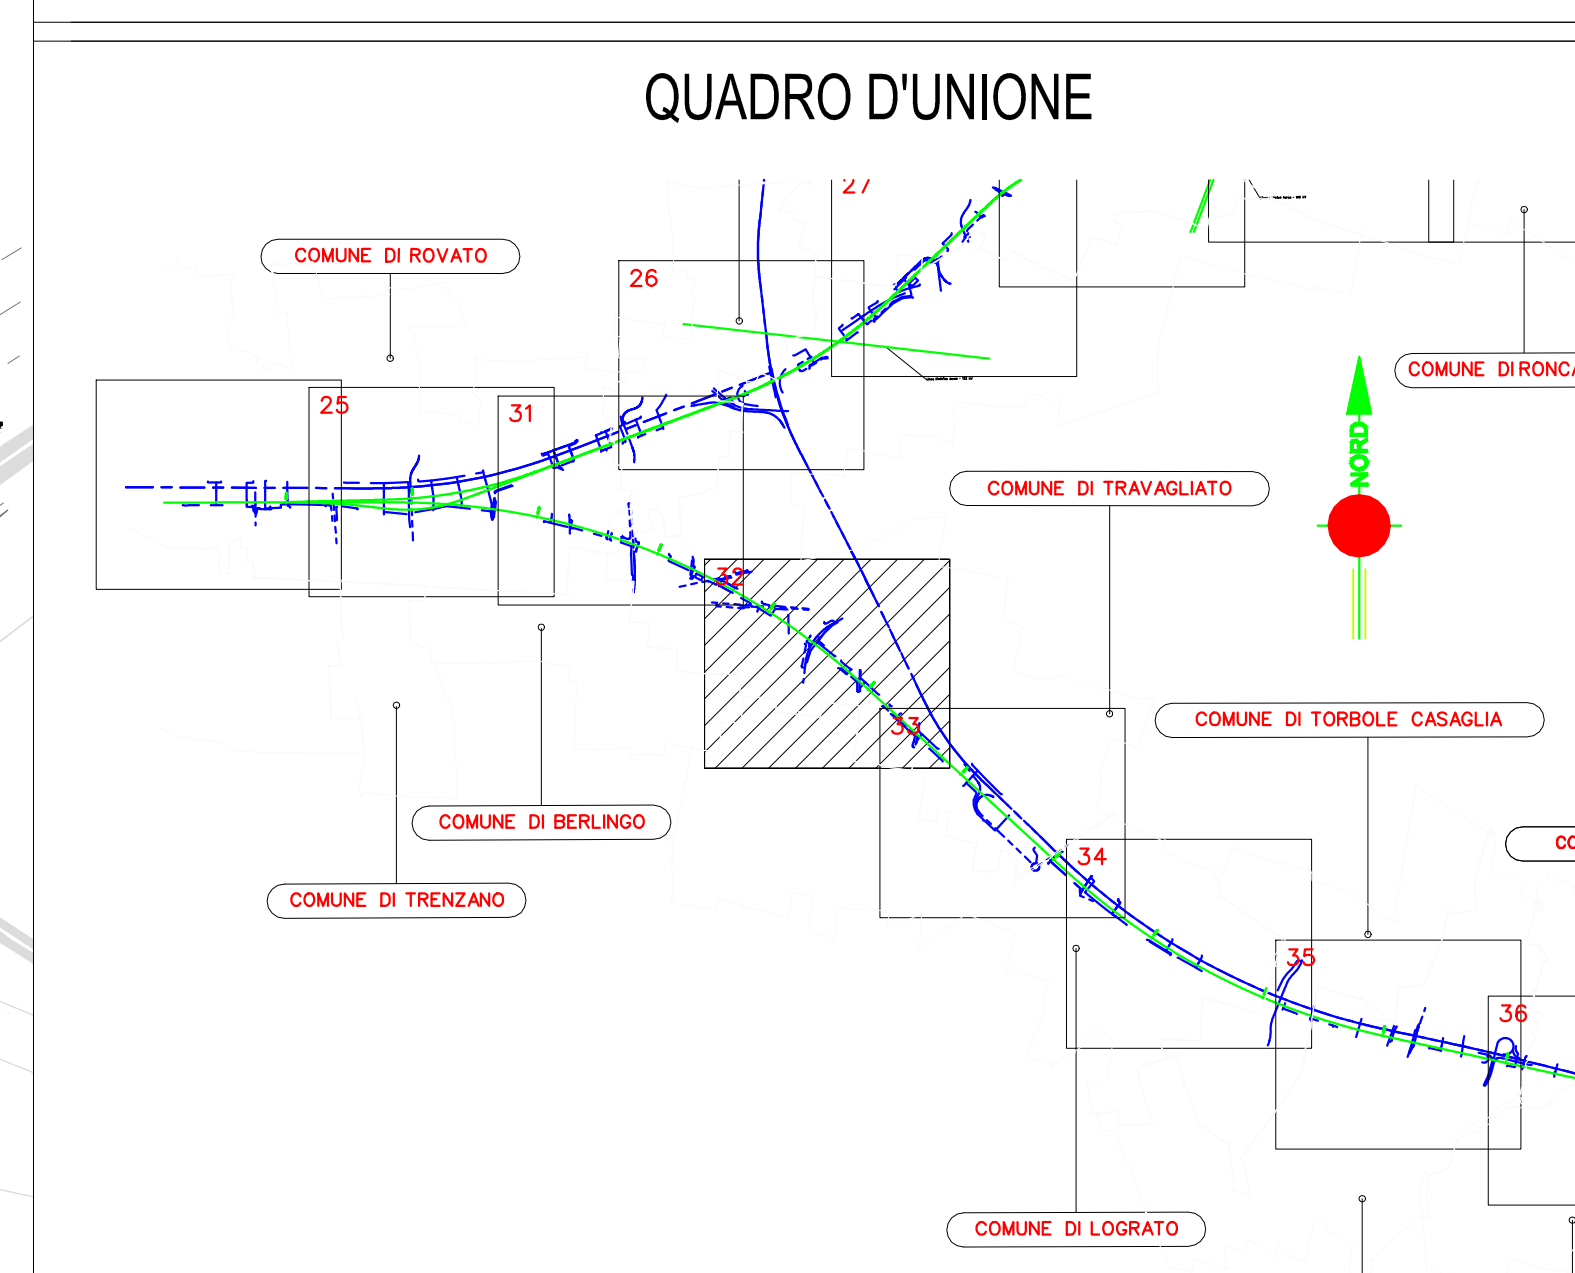 QUADRO D'UNIONE
27
COMUNE DI ROVATO
26
COMUNE DI RONCA
25
31
NORD
COMUNE DI TRAVAGLIATO
32
COMUNE DI TORBOLE CASAGLIA
33
COMUNE DI BERLINGO
CO
34
COMUNE DI TRENZANO
35
36
COMUNE DI LOGRATO